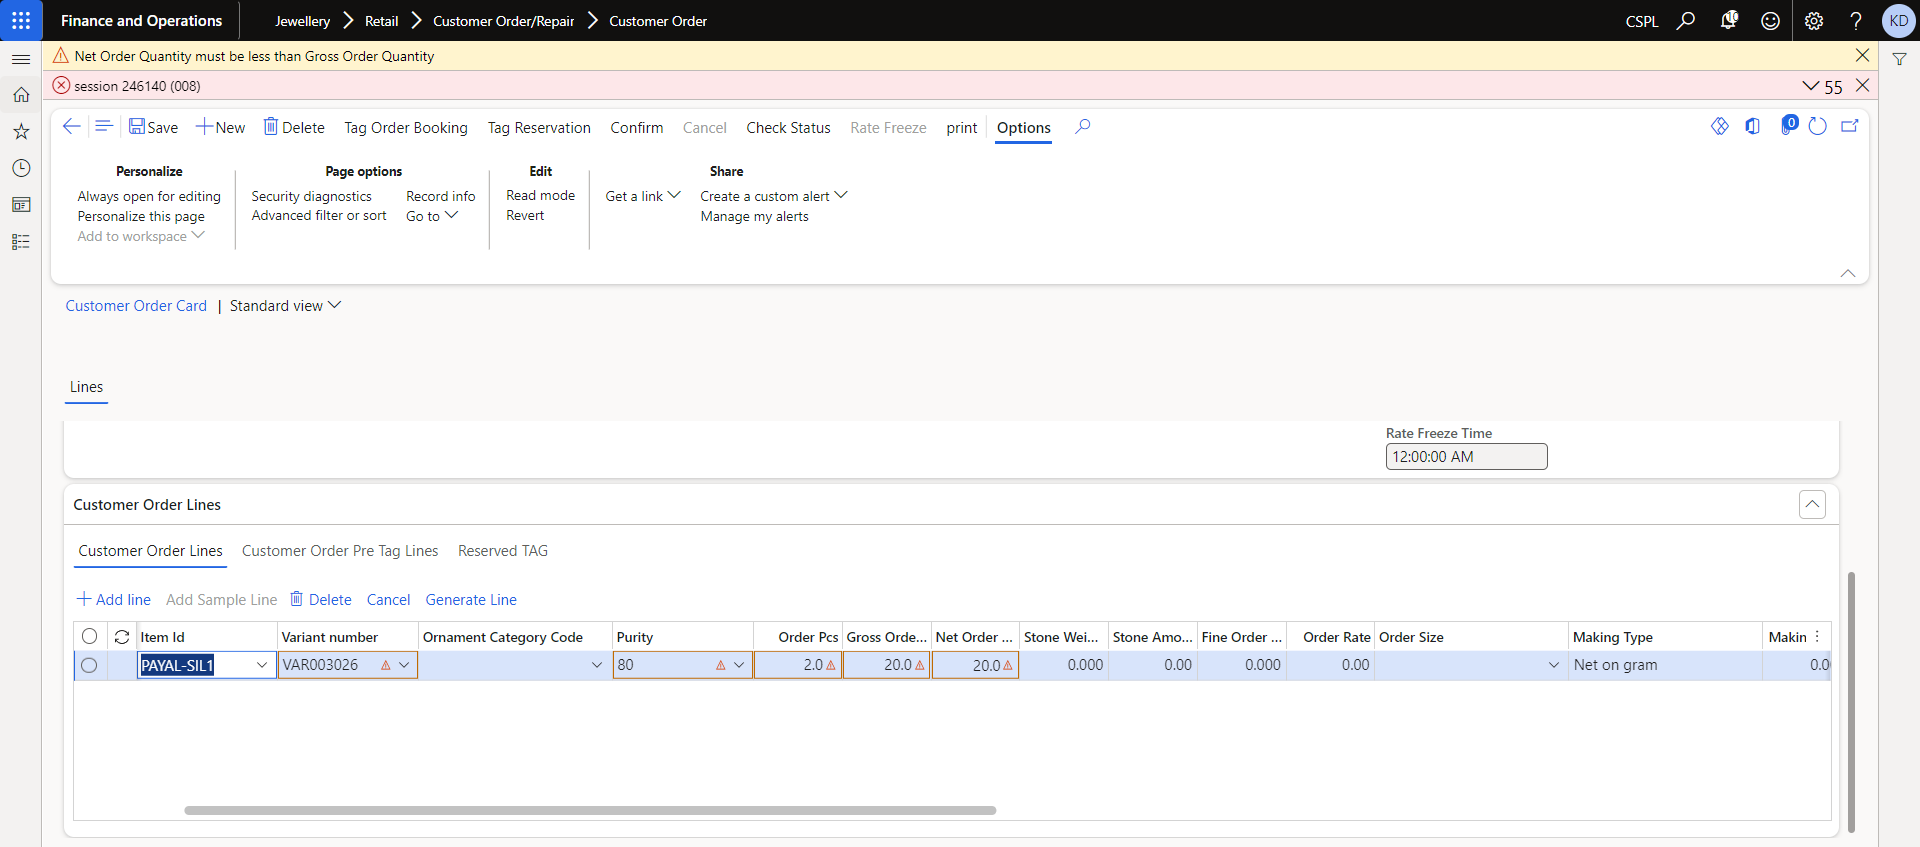 Finance and Operations
Jewellery Retail Customer Order/Repair Customer Order
CSPL
KD
Net Order Quantity must be less than Gross Order Quantity
session 246140 (008)
55
Save New Delete Tag Order Booking Tag Reservation Confirm Cancel Check Status Rate Freeze print Options
0
Personalize
Always open for editing
Personalize this page
Add to workspace
Page options
Security diagnostics
Advanced filter or sort
Record info
Go to
Edit
Read mode
Revert
Get a link
Share
Create a custom alert
Manage my alerts
Customer Order Card | Standard view
Lines
Rate Freeze Time
12:00:00 AM
Customer Order Lines
Customer Order Lines Customer Order Pre Tag Lines Reserved TAG
Add line Add Sample Line Delete Cancel Generate Line
Item Id Variant number Ornament Category Code Purity Order Pcs Gross Orde... Net Order ... Stone Wei... Stone Amo... Fine Order ... Order Rate Order Size Making Type Makin
PAYAL-SIL1 VAR003026 80 2.0 20.0 20.0 0.000 0.00 0.000 0.00 Net on gram 0.0